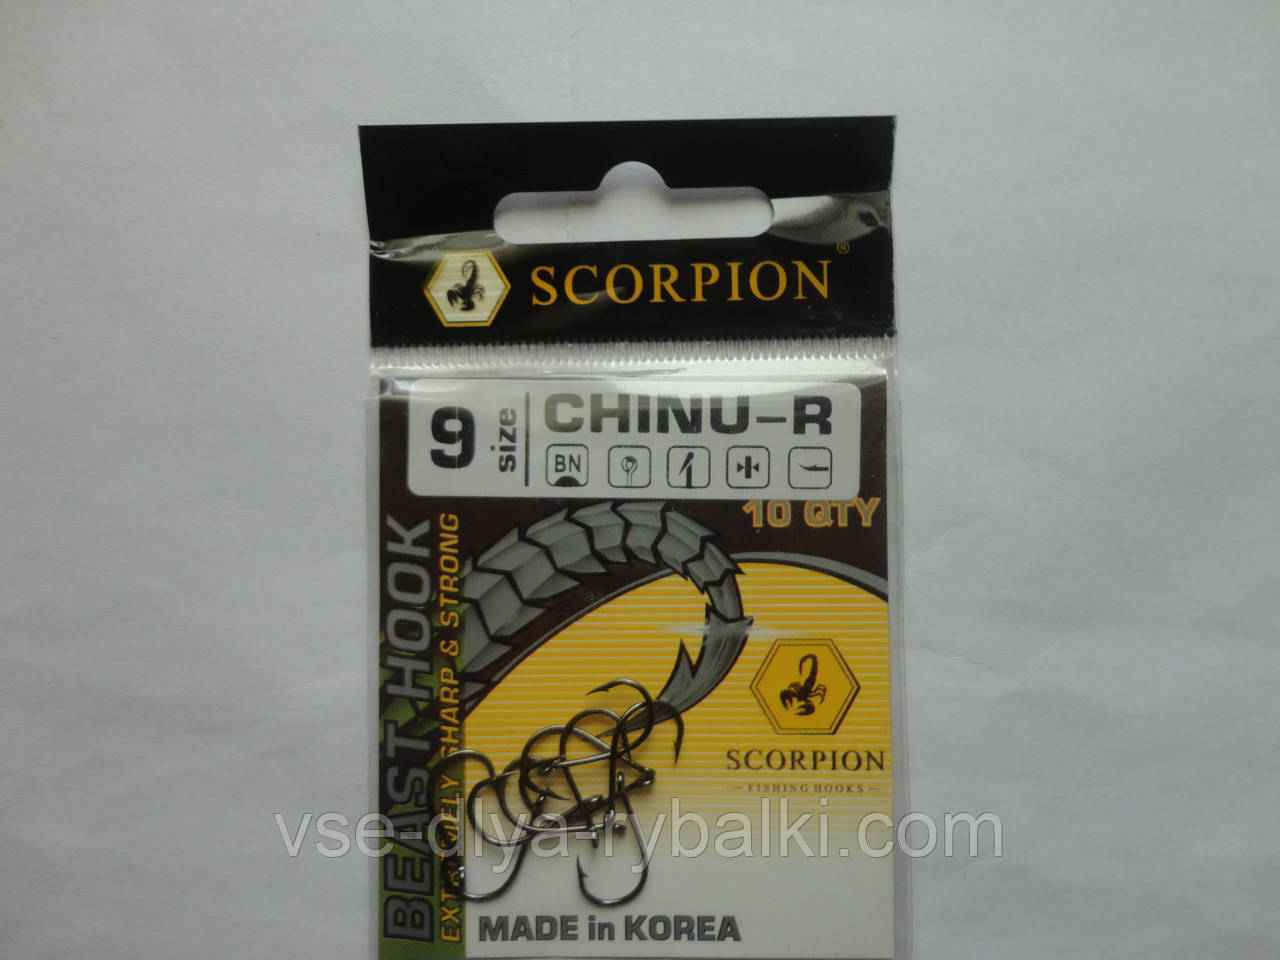 SCORPION ®
9 size
CHINU-R
BN
10 QTY
BEAST HOOK
EXTREMELY SHARP & STRONG
SCORPION
FISHING HOOKS
vse-dlya-rybalki.com
MADE in KOREA